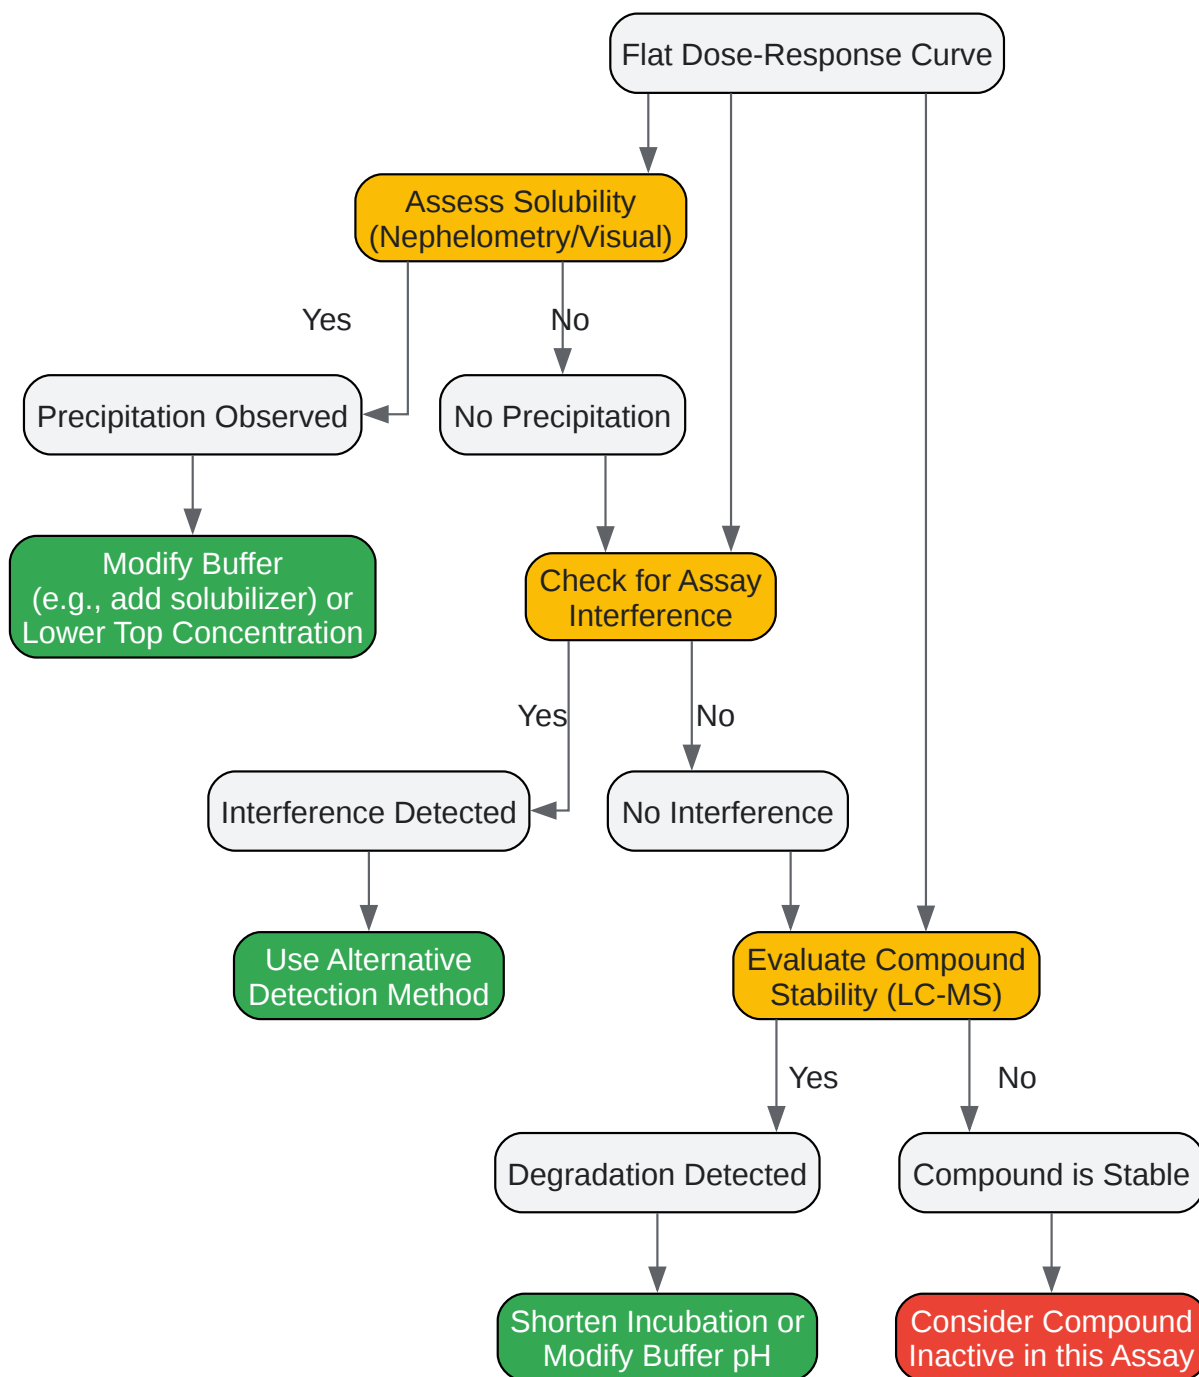 Flat Dose-Response Curve
Assess Solubility
(Nephelometry/Visual)
Yes
No
Precipitation Observed
No Precipitation
Modify Buffer
(e.g., add solubilizer) or
Lower Top Concentration
Check for Assay
Interference
Yes
No
Interference Detected
No Interference
Use Alternative
Detection Method
Evaluate Compound
Stability (LC-MS)
Yes
No
Degradation Detected
Compound is Stable
Shorten Incubation or
Modify Buffer pH
Consider Compound
Inactive in this Assay